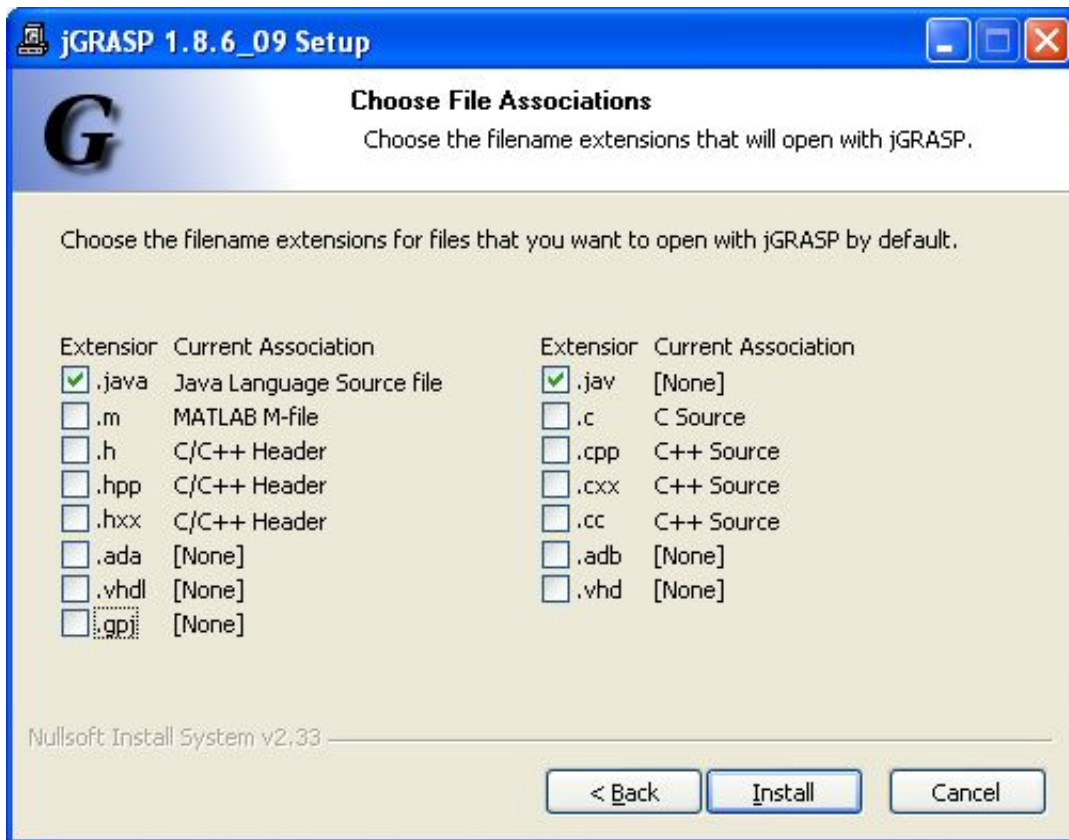 jGRASP 1.8.6_09 Setup
G
Choose File Associations
Choose the filename extensions that will open with jGRASP.
Choose the filename extensions for files that you want to open with jGRASP by default.
Extension Current Association Extension Current Association
.java Java Language Source file .jav [None]
.m MATLAB M-file .c C Source
.h C/C++ Header .cpp C++ Source
.hpp C/C++ Header .cxx C++ Source
.hxx C/C++ Header .cc C++ Source
.ada [None] .adb [None]
.vhdl [None] .vhd [None]
.gpj [None]
Nullsoft Install System v2.33
< Back Install Cancel